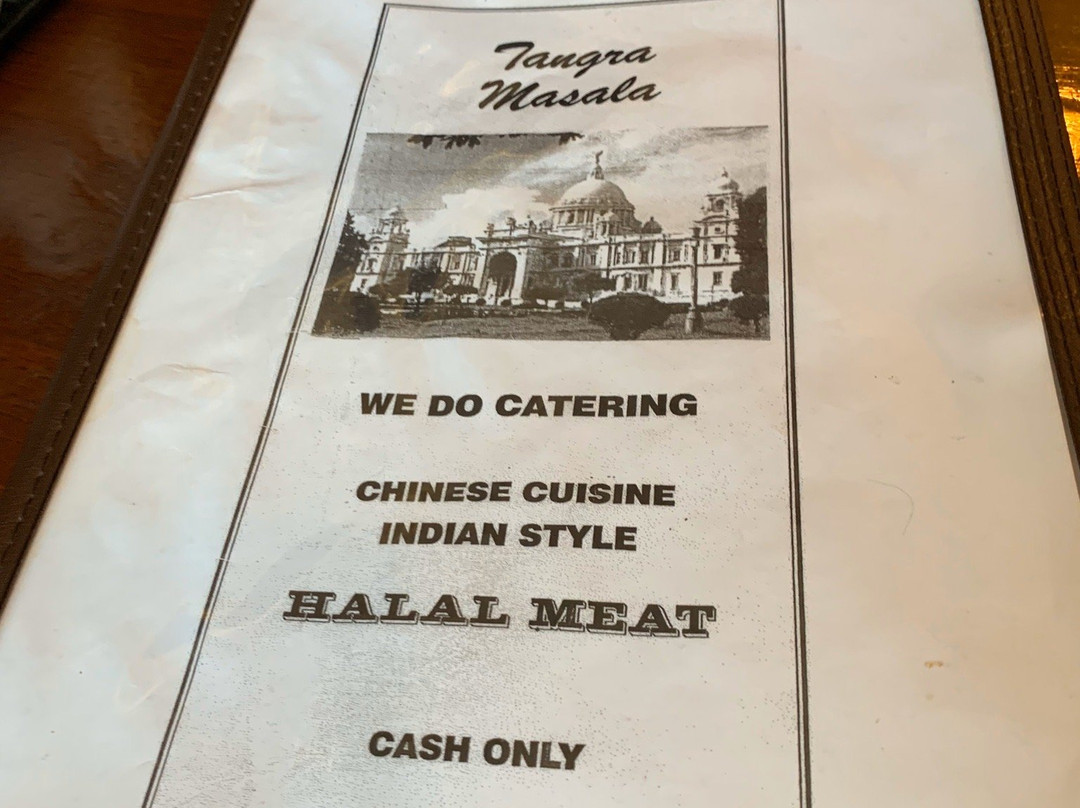 Tangra
Masala
WE DO CATERING
CHINESE CUISINE
INDIAN STYLE
HALAL MEAT
CASH ONLY